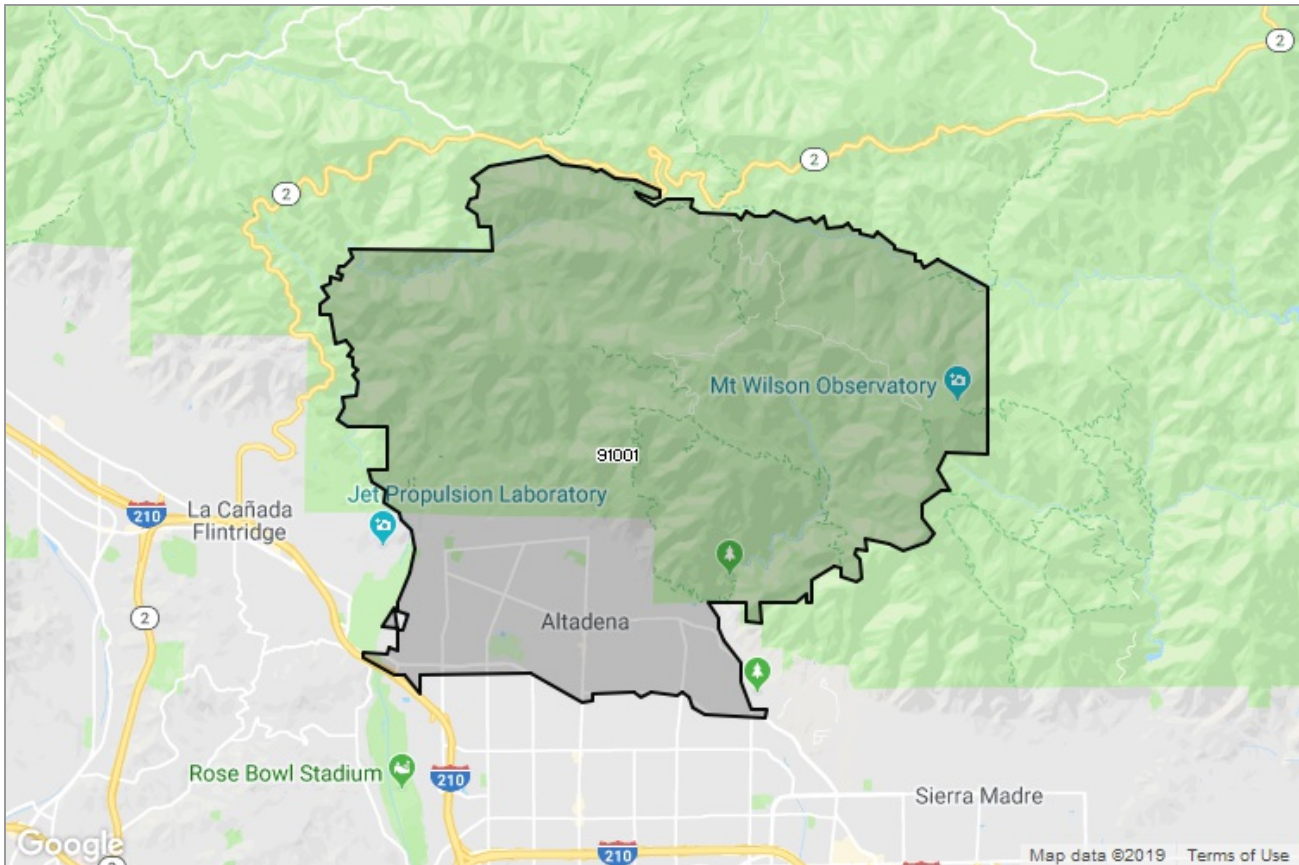 2
2
2
Mt Wilson Observatory
91001
Jet Propulsion Laboratory
La Cañada
Flintridge
210
2
Altadena
Rose Bowl Stadium
210
Sierra Madre
210
Google
Map data ©2019
Terms of Use